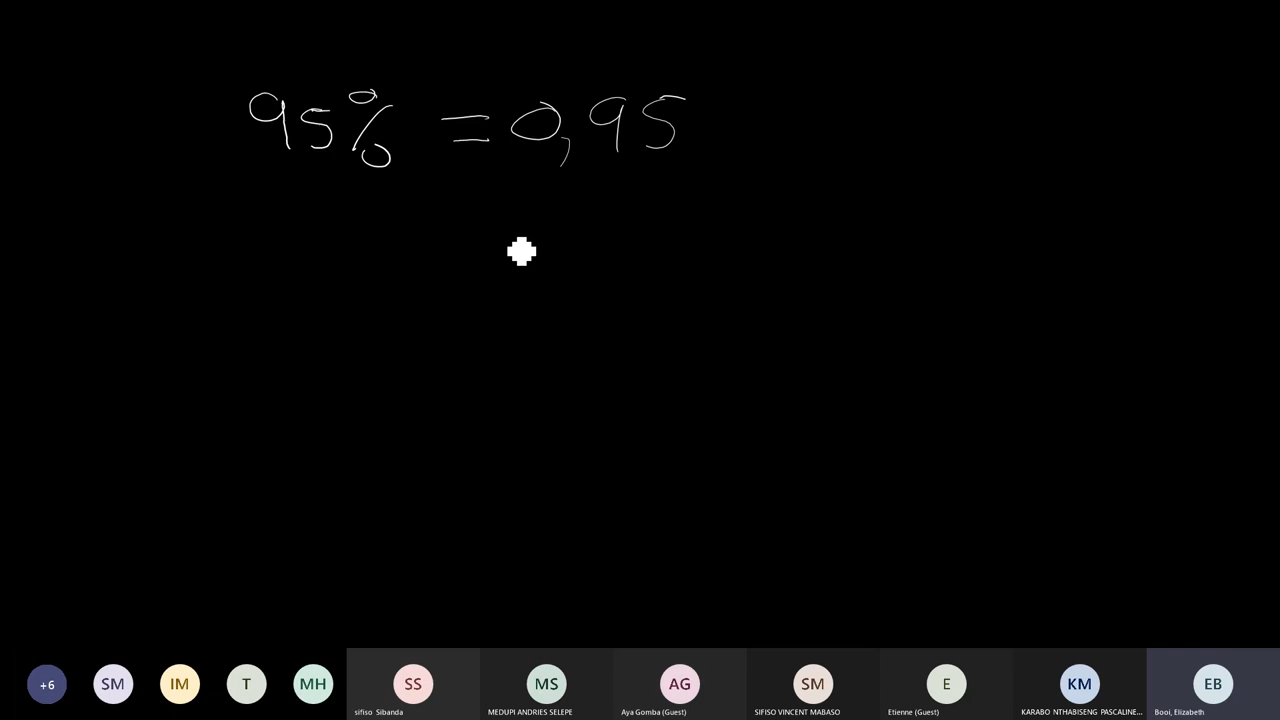 95% = 0,95
+6 SM IM T MH SS MS AG SM E KM EB
sifiso Sibanda MEDUPI ANDRIES SELEPE Aya Gomba (Guest) SIFISO VINCENT MABASO Etienne (Guest) KARABO NTHABISENG PASCALINE... Booi, Elizabeth